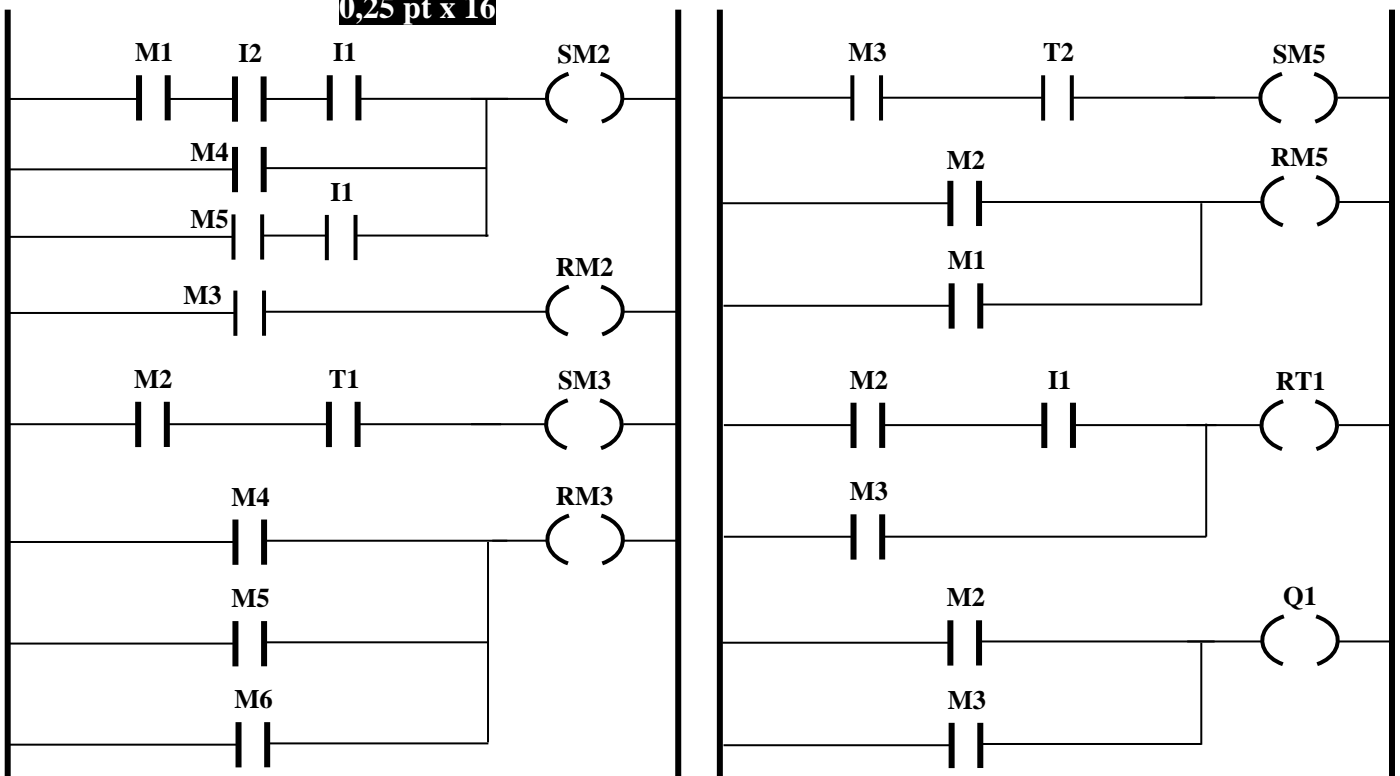 0,25 pt x 16
M1 I2 I1 SM2
M4
M5 I1
M3 RM2
M2 T1 SM3
M4 RM3
M5
M6
M3 T2 SM5
M2 RM5
M1
M2 I1 RT1
M3
M2 Q1
M3